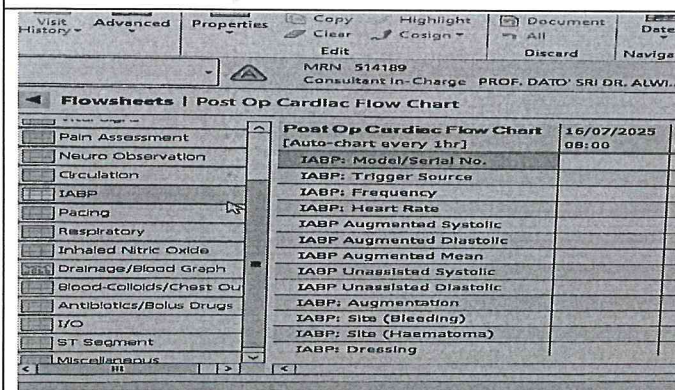 Visit History Advanced Properties Copy Highlight Document
Clear Cosign All
Edit Discard Naviga
Date
MRN 514189
Consultant In-Charge PROF. DATO' SRI DR. ALWI..
Flowsheets | Post Op Cardiac Flow Chart
Pain Assessment
Neuro Observation
Circulation
IABP
Pacing
Respiratory
Inhaled Nitric Oxide
Drainage/Blood Graph
Blood-Colloids/Chest Ou
Antibiotics/Bolus Drugs
I/O
ST Segment
Miscellaneous
Post Op Cardiac Flow Chart 16/07/2025
[Auto-chart every 1hr] 08:00
IABP: Model/Serial No.
IABP: Trigger Source
IABP: Frequency
IABP: Heart Rate
IABP Augmented Systolic
IABP Augmented Diastolic
IABP Augmented Mean
IABP Unassisted Systolic
IABP Unassisted Diastolic
IABP: Augmentation
IABP: Site (Bleeding)
IABP: Site (Haematoma)
IABP: Dressing